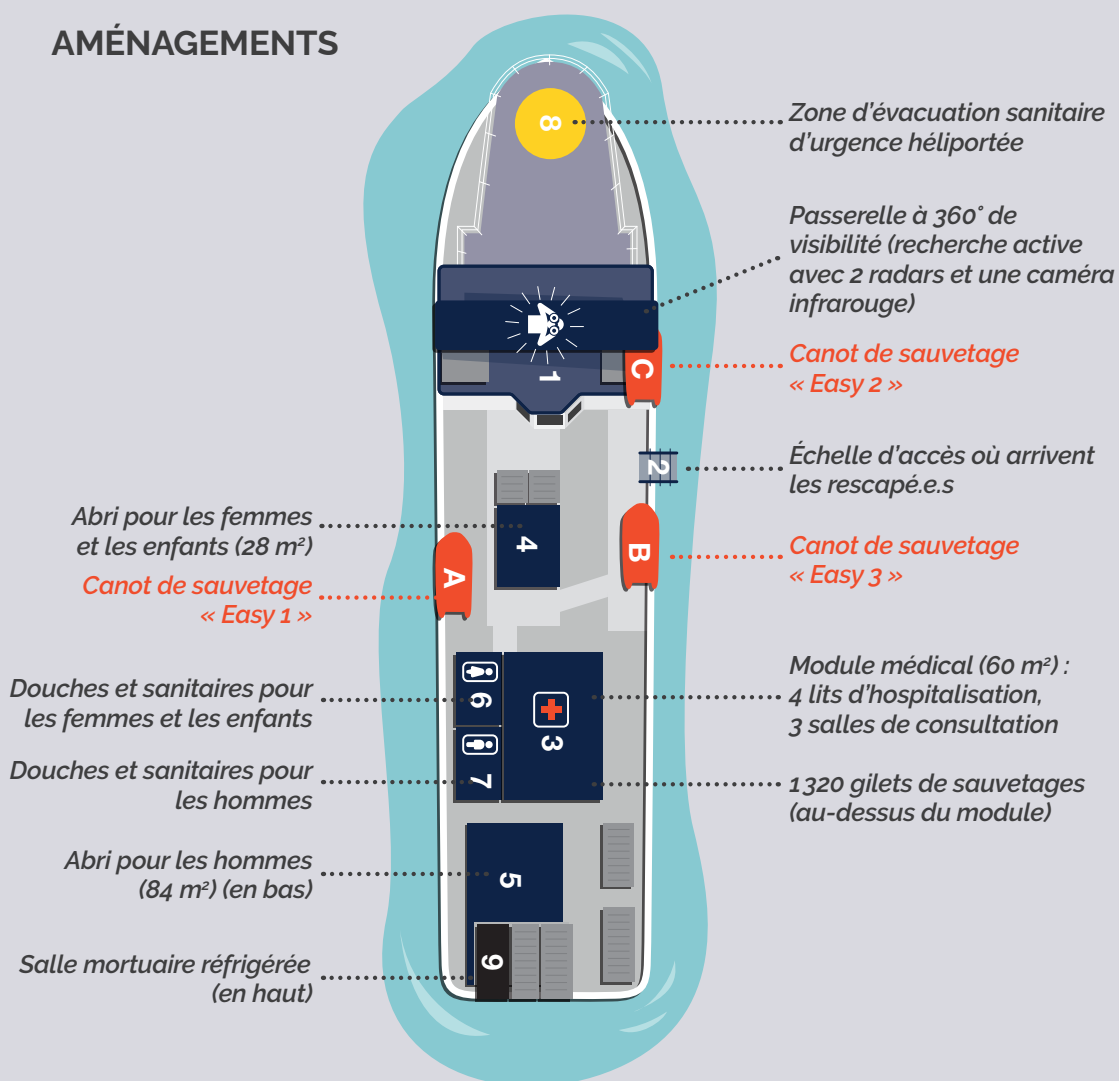 AMÉNAGEMENTS
8
Zone d'évacuation sanitaire
d'urgence héliportée
Passerelle à 360° de
visibilité (recherche active
avec 2 radars et une caméra
infrarouge)
1
C
Canot de sauvetage
« Easy 2 »
2
Échelle d'accès où arrivent
les rescapé.e.s
Abri pour les femmes
et les enfants (28 m²)
4
B
Canot de sauvetage
« Easy 3 »
Canot de sauvetage
« Easy 1 »
A
Douches et sanitaires pour
les femmes et les enfants
6
3
Module médical (60 m²) :
4 lits d'hospitalisation,
3 salles de consultation
Douches et sanitaires pour
les hommes
7
1 320 gilets de sauvetages
(au-dessus du module)
Abri pour les hommes
(84 m²) (en bas)
5
Salle mortuaire réfrigérée
(en haut)
9